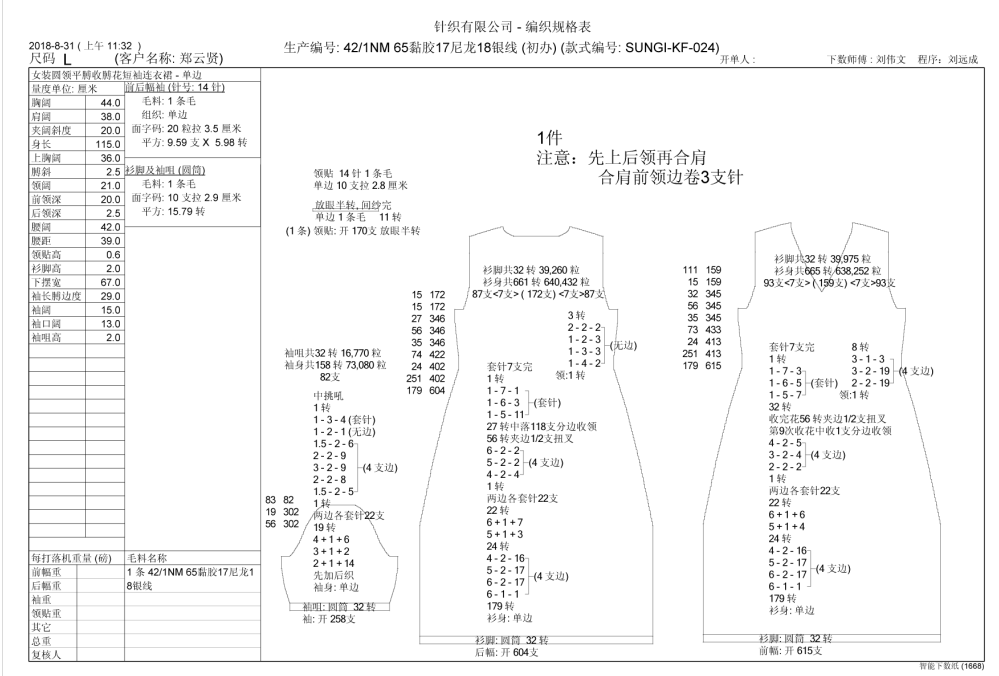 针织有限公司 - 编织规格表
2018-8-31 ( 上午 11:32 )
生产编号: 42/1NM 65黏胶17尼龙18银线 (初办) (款式编号: SUNGI-KF-024)
尺码 L (客户名称: 郑云贤)
开单人: 下数师傅: 刘伟文 程序: 刘远成
女装圆领平膊收膊花短袖连衣裙 - 单边
量度单位: 厘米
胸阔 44.0
肩阔 38.0
夹阔斜度 20.0
身长 115.0
上胸阔 36.0
膊斜 2.5
领阔 21.0
前领深 20.0
后领深 2.5
腰阔 42.0
腰距 39.0
领贴高 0.6
衫脚高 2.0
下摆宽 67.0
袖长膊边度 29.0
袖阔 15.0
袖口阔 13.0
袖咀高 2.0
前后幅袖 (针号: 14 针)
毛料: 1 条毛
组织: 单边
面字码: 20 粒拉 3.5 厘米
平方: 9.59 支 X 5.98 转
衫脚及袖咀 (圆筒)
毛料: 1 条毛
面字码: 10 支拉 2.9 厘米
平方: 15.79 转
每打落机重量 (磅)
前幅重
后幅重
袖重
领贴重
其它
总重
复核人
毛料名称
1 条 42/1NM 65黏胶17尼龙1
8银线
1件
注意: 先上后领再合肩
合肩前领边卷3支针
领贴 14 针 1 条毛
单边 10 支拉 2.8 厘米
放眼半转, 间纱完
单边 1 条毛 11 转
(1 条) 领贴: 开 170支 放眼半转
袖咀共32 转 16,770 粒
袖身共158 转 73,080 粒
82支
中挑吼
1 转
1 - 3 - 4 (套针)
1 - 2 - 1 (无边)
1.5 - 2 - 6
2 - 2 - 9
3 - 2 - 9 (4 支边)
2 - 2 - 8
1.5 - 2 - 5
1 转
两边各套针22支
19 转
4 + 1 + 6
3 + 1 + 2
2 + 1 + 14
先加后织
袖身: 单边
83 82
19 302
56 302
袖咀: 圆筒 32 转
袖: 开 258支
15 172
15 172
27 346
56 346
35 346
74 422
24 402
251 402
179 604
衫脚共32 转 39,260 粒
衫身共661 转 640,432 粒
87支<7支> ( 172支) <7支>87支
3 转
2 - 2 - 2
1 - 2 - 3
1 - 3 - 3 (无边)
1 - 4 - 2
领:1 转
套针7支完
1 转
1 - 7 - 1
1 - 6 - 3 (套针)
1 - 5 - 11
27 转中落118支分边收领
56 转夹边1/2支扭叉
6 - 2 - 2
5 - 2 - 2 (4 支边)
4 - 2 - 4
1 转
两边各套针22支
22 转
6 + 1 + 7
5 + 1 + 3
24 转
4 - 2 - 16
5 - 2 - 17
6 - 2 - 17 (4 支边)
6 - 1 - 1
179 转
衫身: 单边
衫脚: 圆筒 32 转
后幅: 开 604支
111 159
15 159
32 345
56 345
35 345
73 433
24 413
251 413
179 615
衫脚共32 转 39,975 粒
衫身共665 转 638,252 粒
93支<7支> ( 159支) <7支>93支
套针7支完
1 转
1 - 7 - 3
1 - 6 - 5 (套针)
1 - 5 - 7
8 转
3 - 1 - 3
3 - 2 - 19 (4 支边)
2 - 2 - 19
领:1 转
32 转
收完花56 转夹边1/2支扭叉
第9次收花中收1支分边收领
4 - 2 - 5
3 - 2 - 4 (4 支边)
2 - 2 - 2
1 转
两边各套针22支
22 转
6 + 1 + 6
5 + 1 + 4
24 转
4 - 2 - 16
5 - 2 - 17
6 - 2 - 17 (4 支边)
6 - 1 - 1
179 转
衫身: 单边
衫脚: 圆筒 32 转
前幅: 开 615支
智能下数纸 (1668)